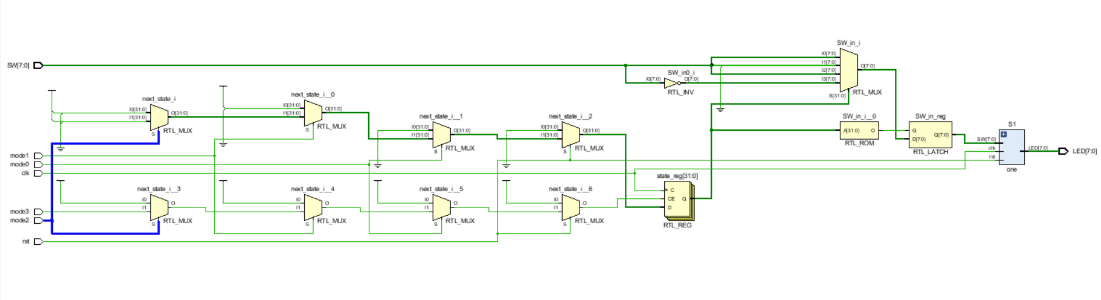 SW_in_i
I0[7:0]
I1[7:0]
I2[7:0]
I3[7:0]
O[7:0]
S[31:0]
RTL_MUX
SW[7:0]
SW_in0_i
I0[7:0]
O[7:0]
RTL_INV
next_state_i
I0[31:0]
I1[31:0]
O[31:0]
S
RTL_MUX
next_state_i__0
I0[31:0]
I1[31:0]
O[31:0]
S
RTL_MUX
next_state_i__1
I0[31:0]
I1[31:0]
O[31:0]
S
RTL_MUX
next_state_i__2
I0[31:0]
I1[31:0]
O[31:0]
S
RTL_MUX
SW_in_i__0
A[31:0]
O
RTL_ROM
SW_in_reg
G
D[7:0]
Q[7:0]
RTL_LATCH
S1
SW[7:0]
clk
rst
LED[7:0]
one
LED[7:0]
mode1
mode0
clk
mode3
mode2
rst
next_state_i__3
I0
I1
O
S
RTL_MUX
next_state_i__4
I0
I1
O
S
RTL_MUX
next_state_i__5
I0
I1
O
S
RTL_MUX
next_state_i__6
I0
I1
O
S
RTL_MUX
state_reg[31:0]
C
CE
D
Q
RTL_REG